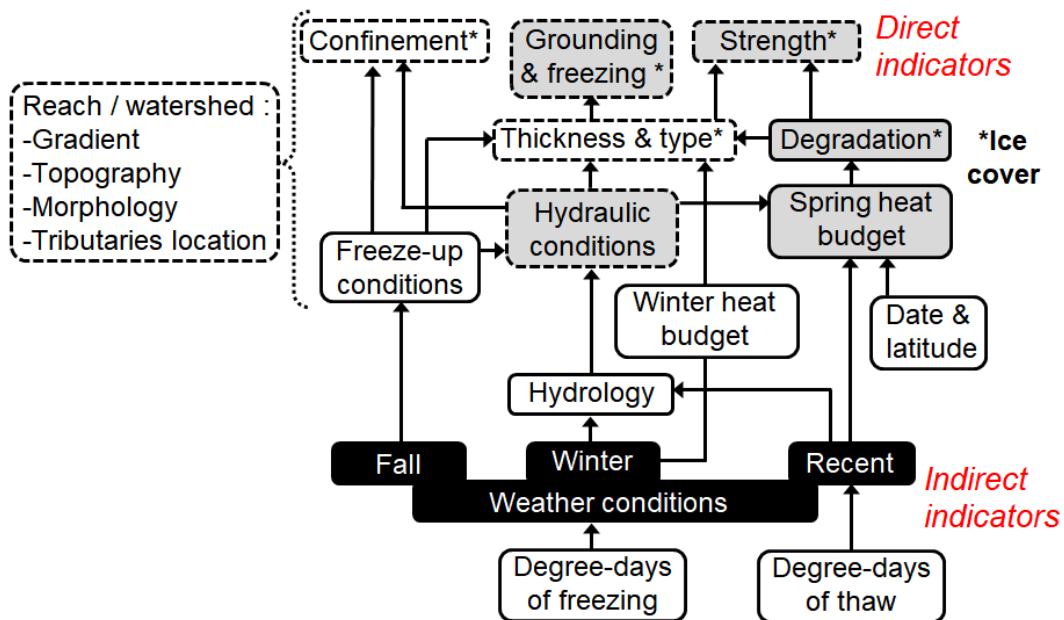 Confinement*
Grounding
& freezing *
Strength*
Direct
indicators
Reach / watershed :
-Gradient
-Topography
-Morphology
-Tributaries location
Thickness & type*
Degradation*
*Ice
cover
Hydraulic
conditions
Spring heat
budget
Freeze-up
conditions
Winter heat
budget
Date &
latitude
Hydrology
Fall
Winter
Recent
Weather conditions
Indirect
indicators
Degree-days
of freezing
Degree-days
of thaw